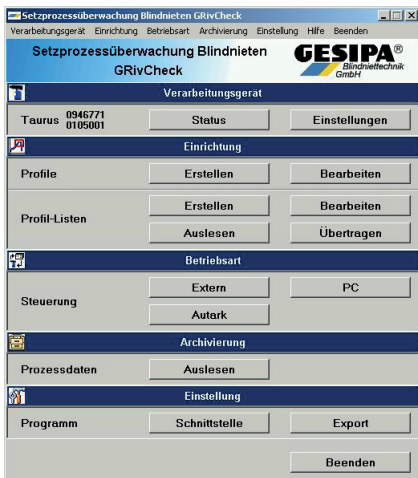 Setzprozessüberwachung Blindnieten GRivCheck
Verarbeitungsgerät Einrichtung Betriebsart Archivierung Einstellung Hilfe Beenden
Setzprozessüberwachung Blindnieten
GRivCheck
GESIPA®
Blindniettechnik
GmbH
Verarbeitungsgerät
Taurus 0946771
0105001
Status Einstellungen
Einrichtung
Profile Erstellen Bearbeiten
Profil-Listen
Erstellen Bearbeiten
Auslesen Übertragen
Betriebsart
Steuerung
Extern PC
Autark
Archivierung
Prozessdaten Auslesen
Einstellung
Programm Schnittstelle Export
Beenden